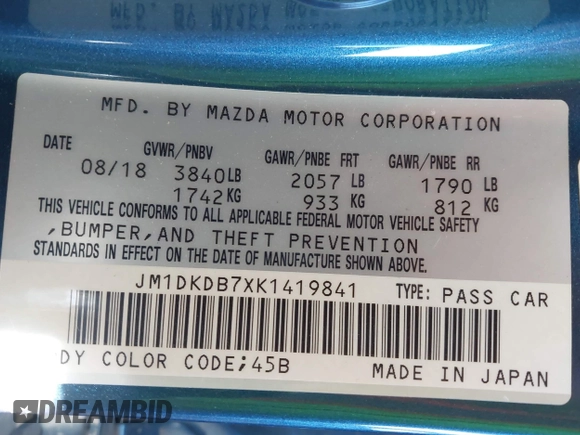 MFD. BY MAZDA MOTOR CORPORATION
DATE GVWR/PNBV GAWR/PNBE FRT GAWR/PNBE RR
08/18 3840LB 2057 LB 1790 LB
1742KG 933 KG 812 KG
THIS VEHICLE CONFORMS TO ALL APPLICABLE FEDERAL MOTOR VEHICLE SAFETY
,BUMPER,AND THEFT PREVENTION
STANDARDS IN EFFECT ON THE DATE OF MANUFACTURE SHOWN ABOVE.
JM1DKDB7XK1419841 TYPE: PASS CAR
DY COLOR CODE;45B MADE IN JAPAN
DREAMBID